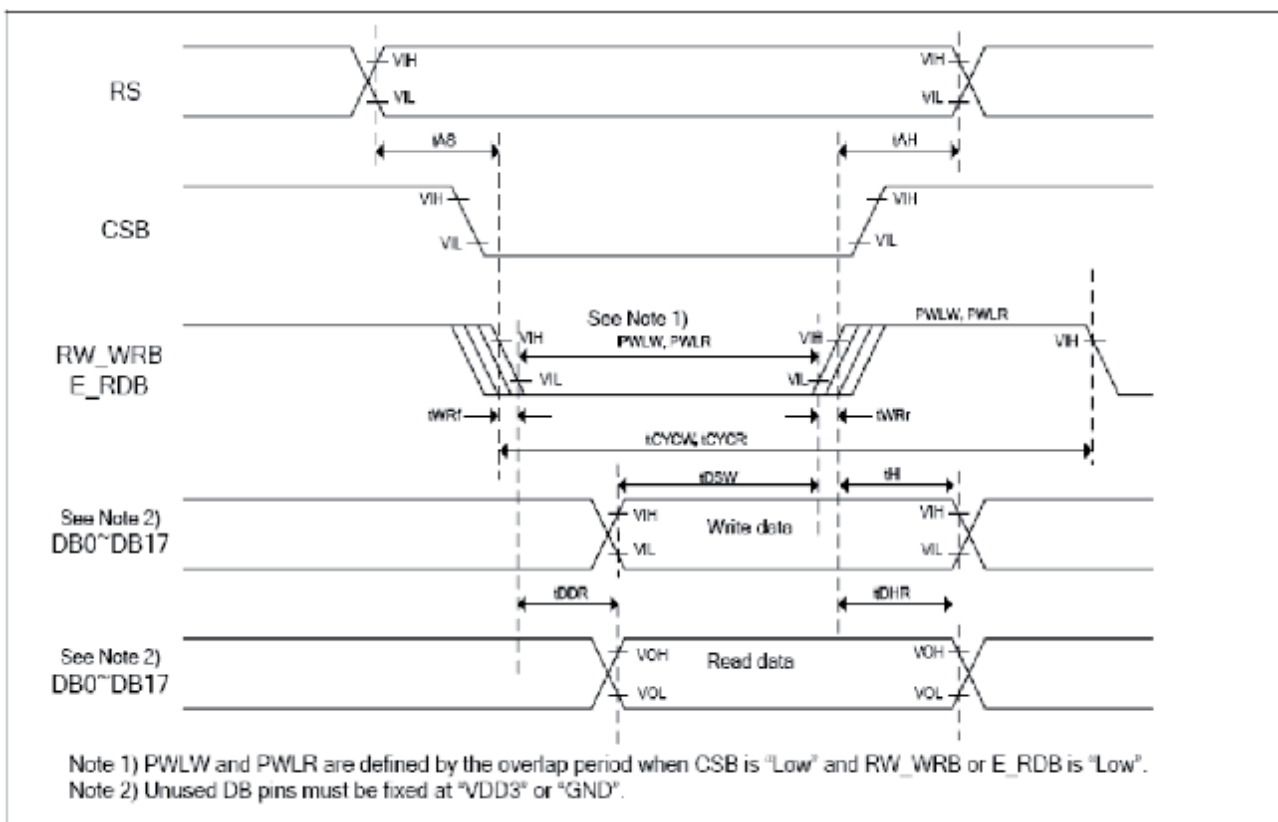 VIH
VIH
RS
VIL
VIL
tAS
tAH
VIH
VIH
CSB
VIL
VIL
See Note 1)
PWLW, PWLR
PWLW, PWLR
VIH
VIH
VIH
RW_WRB
E_RDB
VIL
VIL
tWRf
tWRr
tCYCW, tCYCR
tDSW
tH
See Note 2)
DB0~DB17
VIH
Write data
VIH
VIL
VIL
tDDR
tDHR
See Note 2)
DB0~DB17
VOH
Read data
VOH
VOL
VOL
Note 1) PWLW and PWLR are defined by the overlap period when CSB is “Low” and RW_WRB or E_RDB is “Low”.
Note 2) Unused DB pins must be fixed at “VDD3” or “GND”.